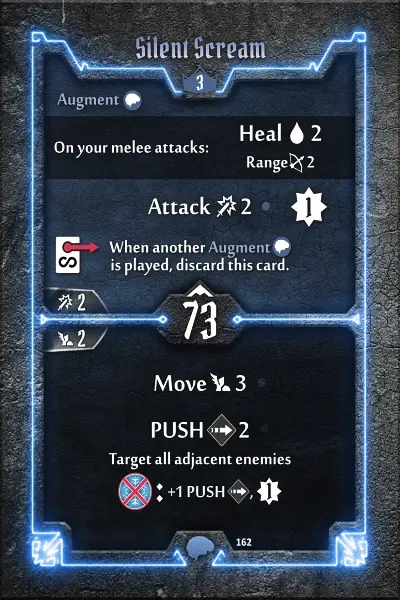 Silent Scream
3
Augment
On your melee attacks:
Heal 2
Range 2
Attack 2
1
When another Augment
is played, discard this card.
2
73
2
Move 3
PUSH 2
Target all adjacent enemies
: +1 PUSH , 1
162